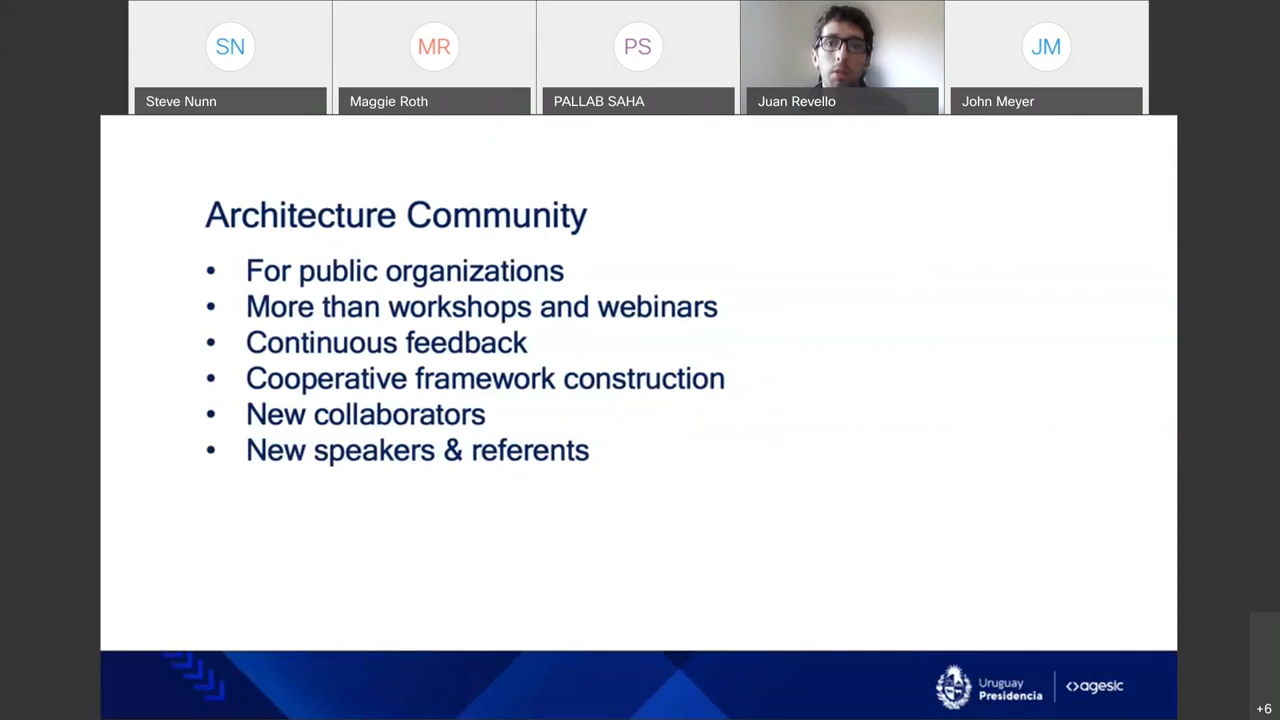 SN
MR
PS
JM
Steve Nunn
Maggie Roth
PALLAB SAHA
Juan Revello
John Meyer
Architecture Community
• For public organizations
• More than workshops and webinars
• Continuous feedback
• Cooperative framework construction
• New collaborators
• New speakers & referents
Uruguay
Presidencia
agesic
+6